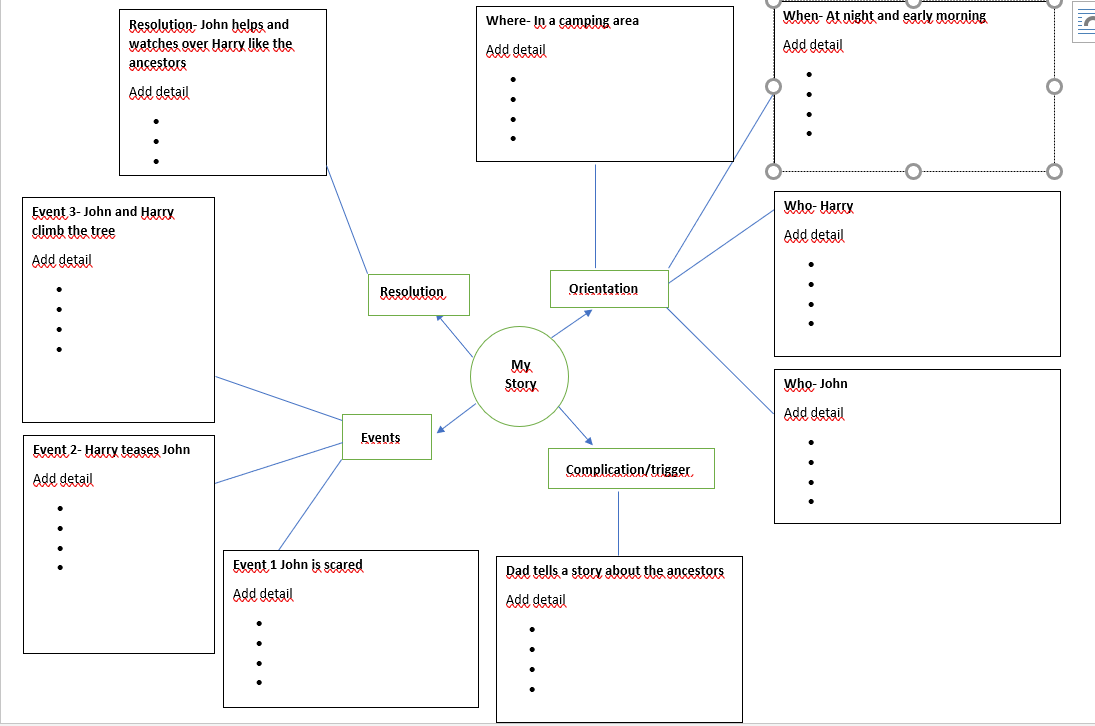 Resolution- John helps and
watches over Harry like the
ancestors
Add detail
•
•
•
Where- In a camping area
Add detail
•
•
•
•
When- At night and early morning
Add detail
•
•
•
•
Event 3- John and Harry
climb the tree
Add detail
•
•
•
•
Who- Harry
Add detail
•
•
•
•
Resolution
Orientation
My
Story
Who- John
Add detail
•
•
•
•
Events
Complication/trigger
Event 2- Harry teases John
Add detail
•
•
•
•
Event 1 John is scared
Add detail
•
•
•
•
Dad tells a story about the ancestors
Add detail
•
•
•
•